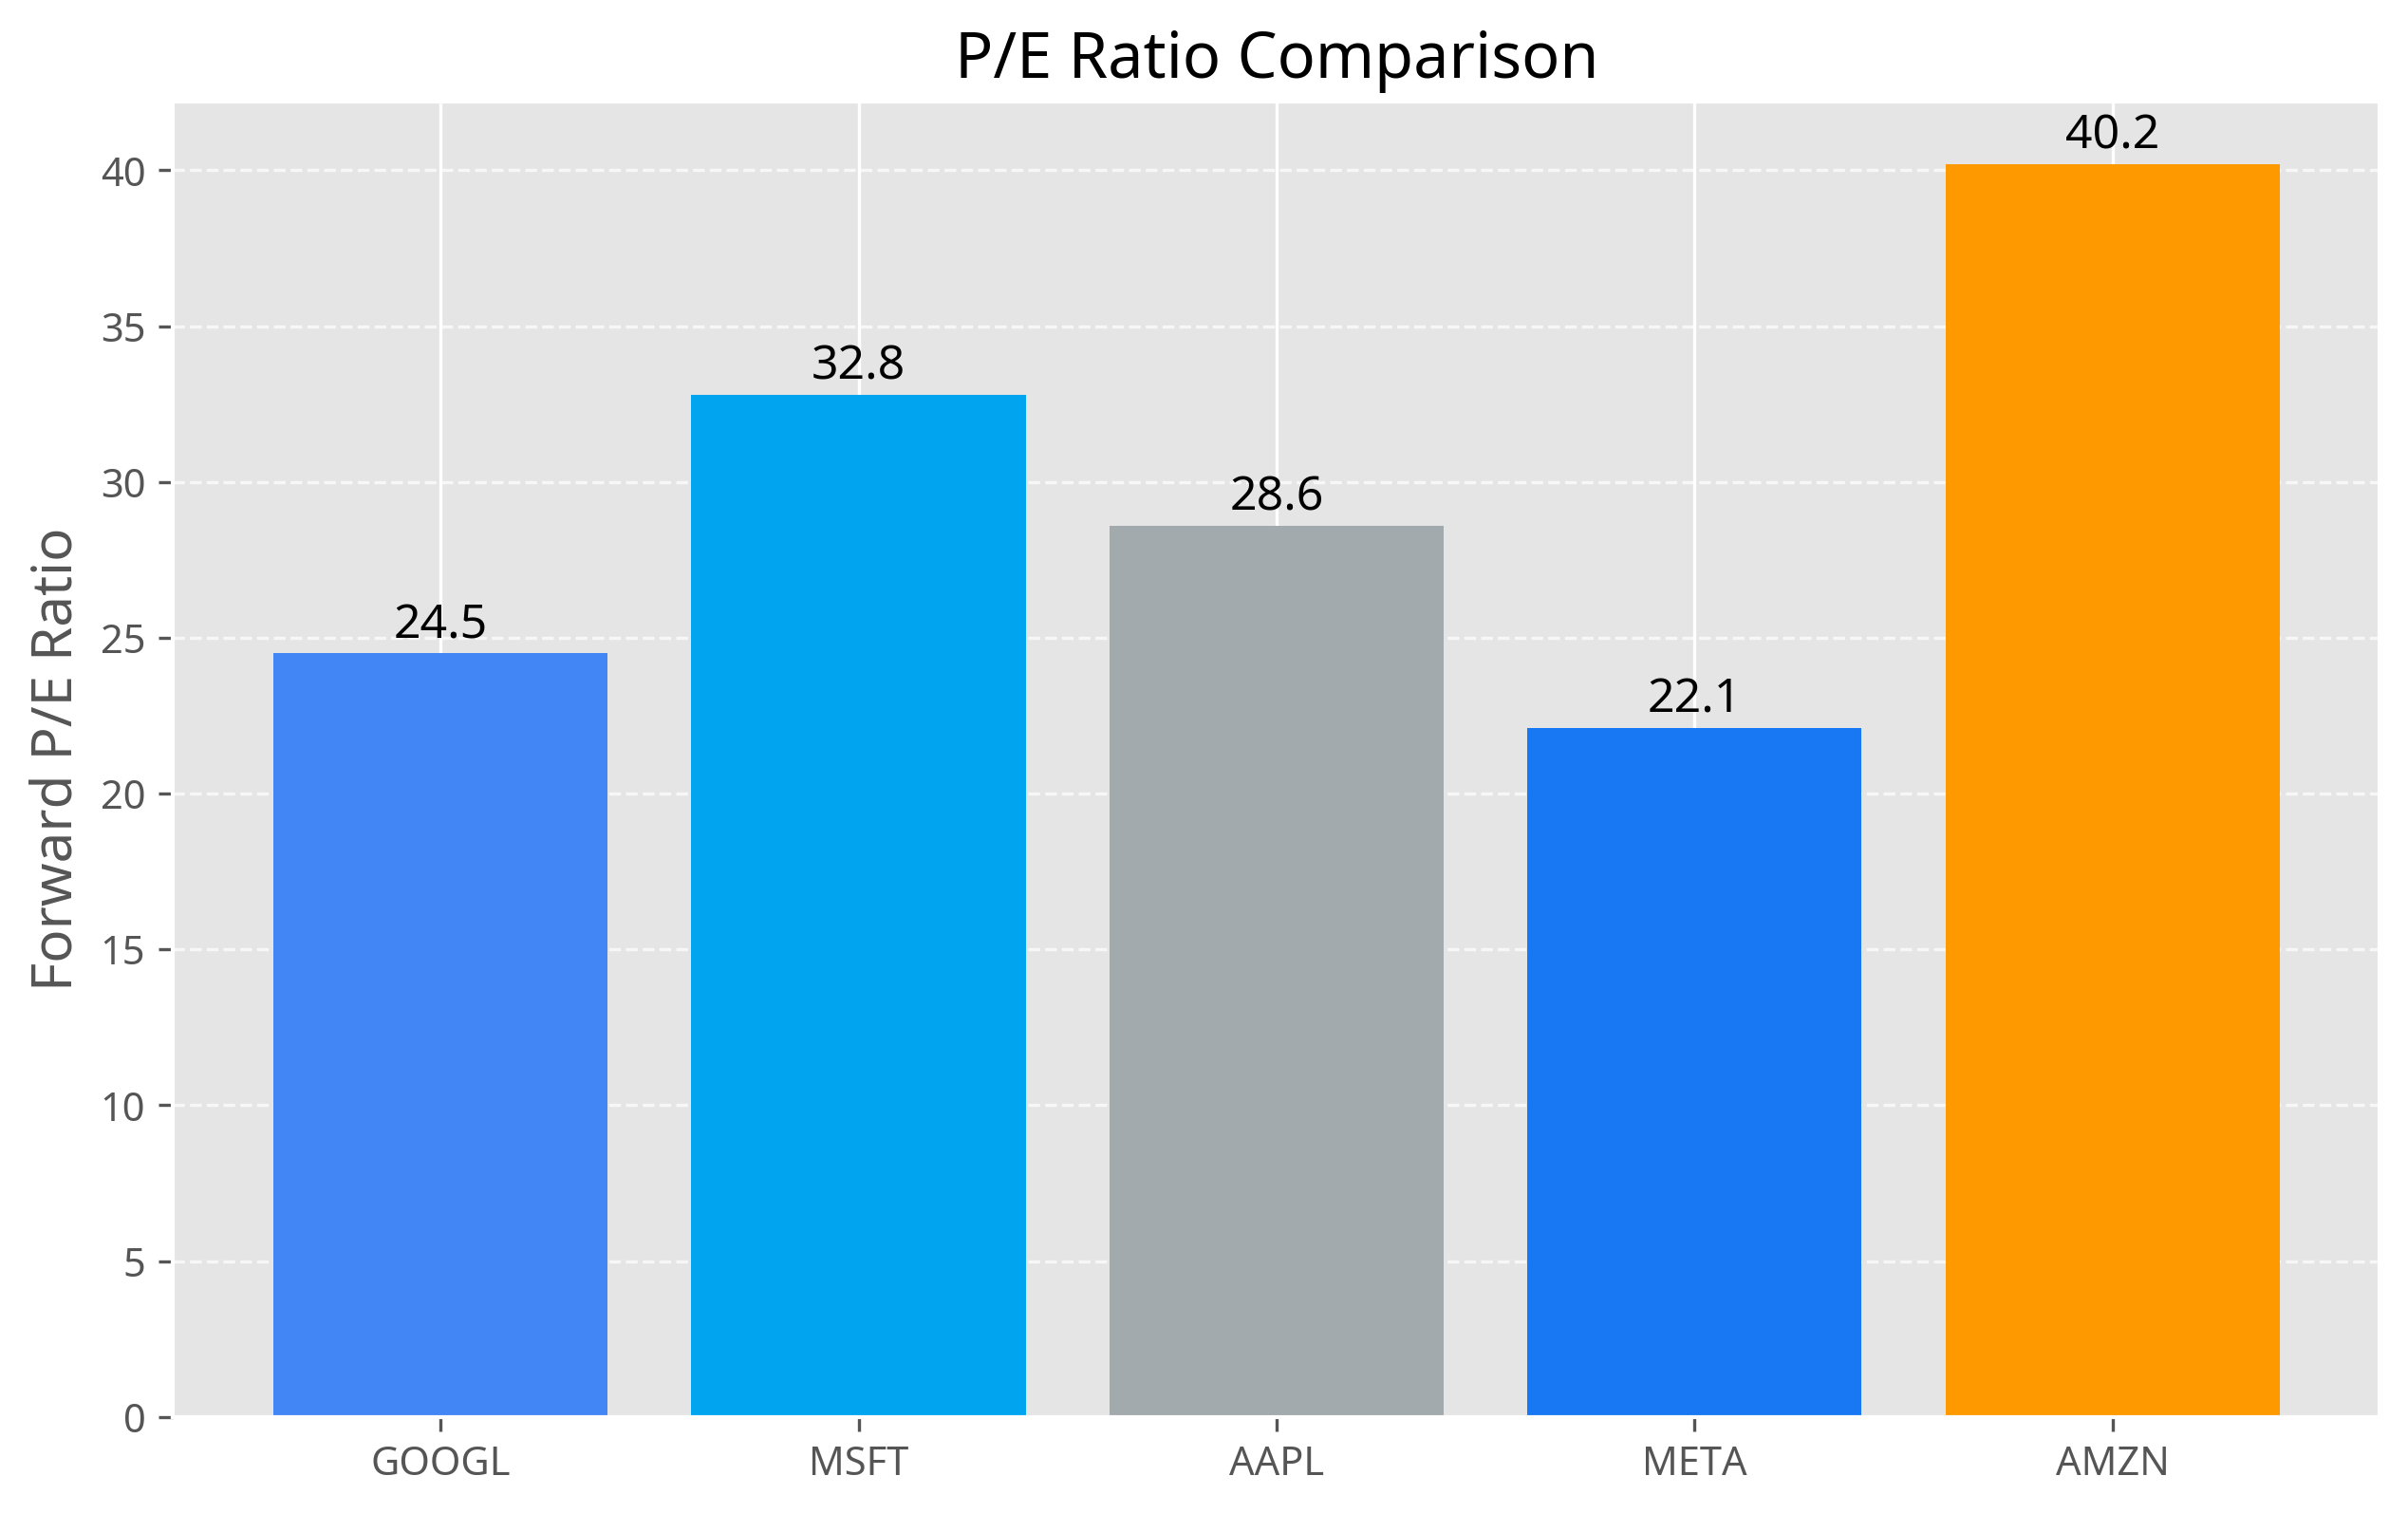 P/E Ratio Comparison
Forward P/E Ratio
40
35
30
25
20
15
10
5
0
24.5
32.8
28.6
22.1
40.2
GOOGL
MSFT
AAPL
META
AMZN